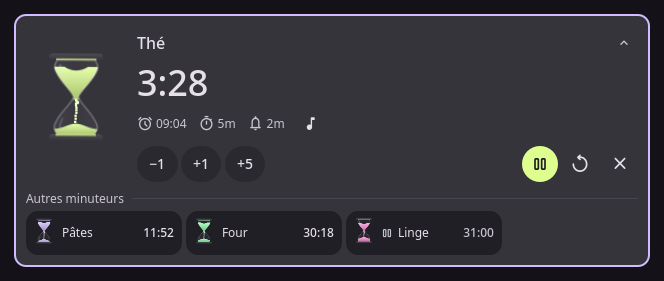 Thé
3:28
09:04 5m 2m
−1 +1 +5
Autres minuteurs
Pâtes 11:52 Four 30:18 Linge 31:00